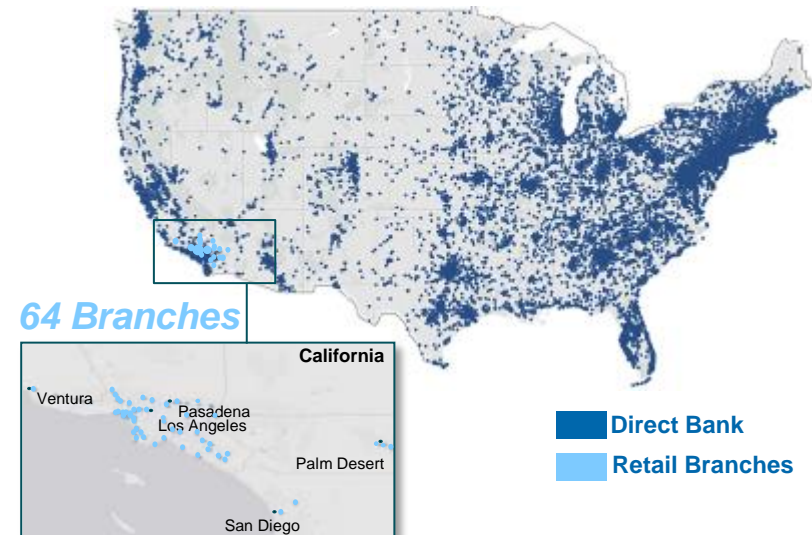 64 Branches
California
Ventura
Pasadena
Los Angeles
Palm Desert
San Diego
Direct Bank
Retail Branches